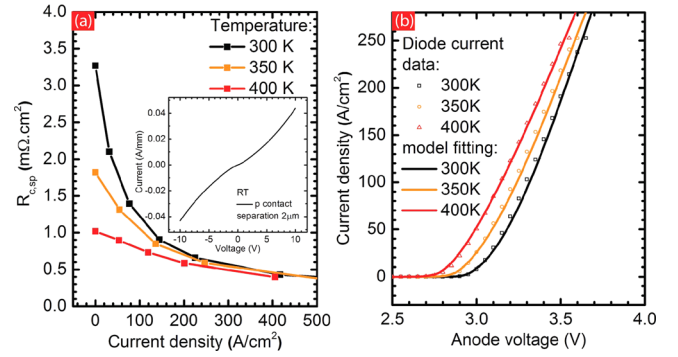 (a)
Temperature:
300 K
350 K
400 K
R_c,sp (mΩ.cm²)
4.0
3.5
3.0
2.5
2.0
1.5
1.0
0.5
0.0
0 100 200 300 400 500
Current density (A/cm²)
Current (A/mm)
0.04
0.02
0.00
-0.02
-0.04
RT
p contact
separation 2μm
-10 -5 0 5 10
Voltage (V)
(b)
Diode current
data:
300K
350K
400K
model fitting:
300K
350K
400K
Current density (A/cm²)
250
200
150
100
50
0
2.5 3.0 3.5 4.0
Anode voltage (V)